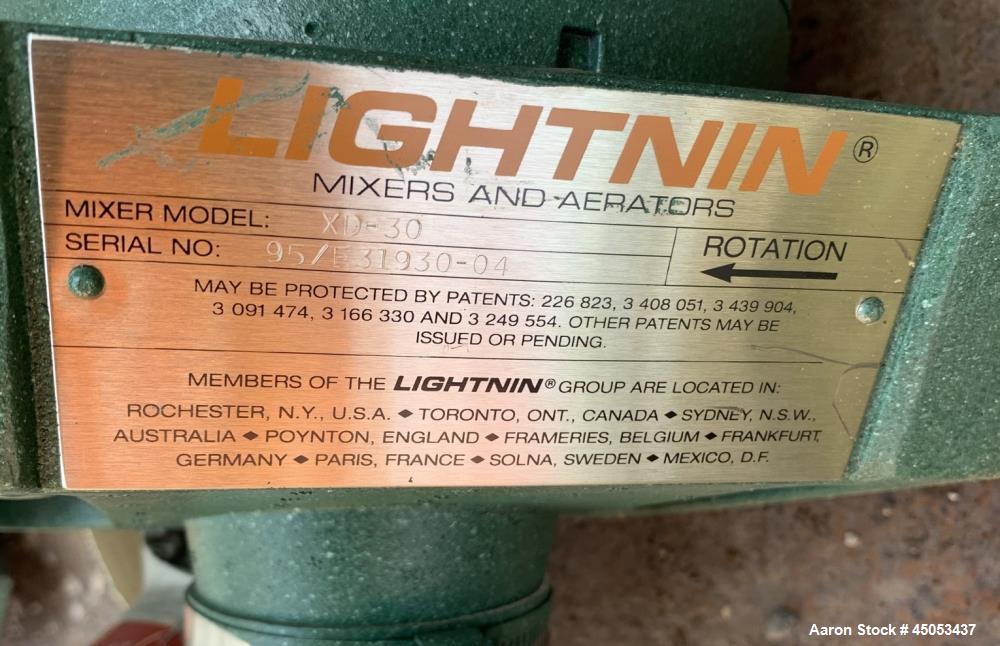 LIGHTNIN®
MIXERS AND AERATORS
MIXER MODEL: XD-30
SERIAL NO: 95/E31930-04
ROTATION
MAY BE PROTECTED BY PATENTS: 226 823, 3 408 051, 3 439 904,
3 091 474, 3 166 330 AND 3 249 554. OTHER PATENTS MAY BE
ISSUED OR PENDING.
MEMBERS OF THE LIGHTNIN® GROUP ARE LOCATED IN:
ROCHESTER, N.Y., U.S.A. ◆ TORONTO, ONT., CANADA ◆ SYDNEY, N.S.W.,
AUSTRALIA ◆ POYNTON, ENGLAND ◆ FRAMERIES, BELGIUM ◆ FRANKFURT,
GERMANY ◆ PARIS, FRANCE ◆ SOLNA, SWEDEN ◆ MEXICO, D.F.
Aaron Stock # 45053437